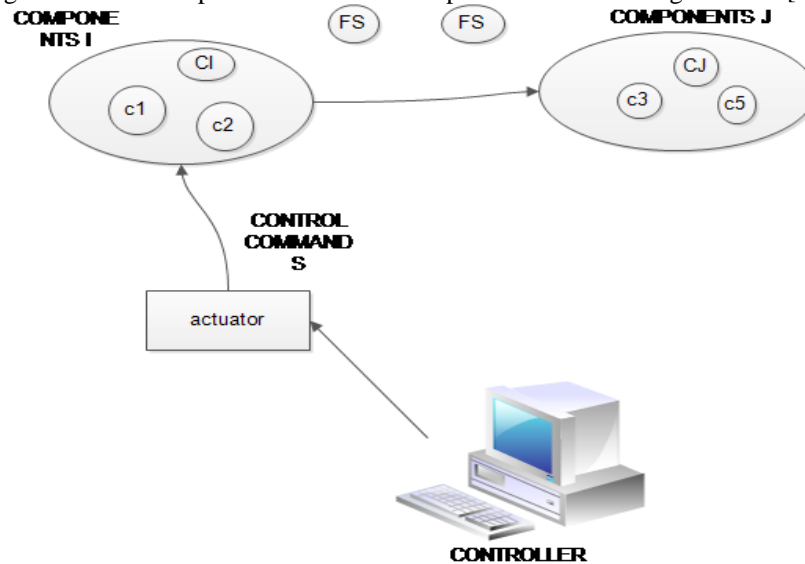 COMPONE
NTS I
FS
FS
COMPONENTS J
CI
c1
c2
CJ
c3
c5
CONTROL
COMMAND
S
actuator
CONTROLLER